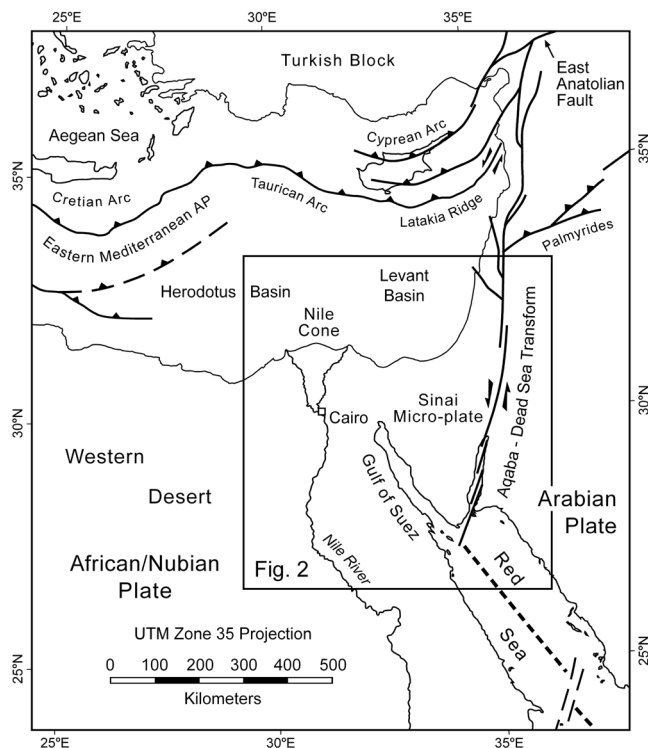 25°E
30°E
35°E
Turkish Block
East
Anatolian
Fault
Aegean Sea
Cyprean Arc
35°N
35°N
Cretian Arc
Taurican Arc
Latakia Ridge
Palmyrides
Eastern Mediterranean AP
Herodotus Basin
Levant
Basin
Nile
Cone
Aqaba - Dead Sea Transform
Sinai
Micro-plate
30°N
30°N
Cairo
Western
Desert
Gulf of Suez
Arabian
Plate
African/Nubian
Plate
Nile River
Fig. 2
Red
Sea
UTM Zone 35 Projection
0 100 200 300 400 500
Kilometers
25°N
25°N
25°E
30°E
35°E